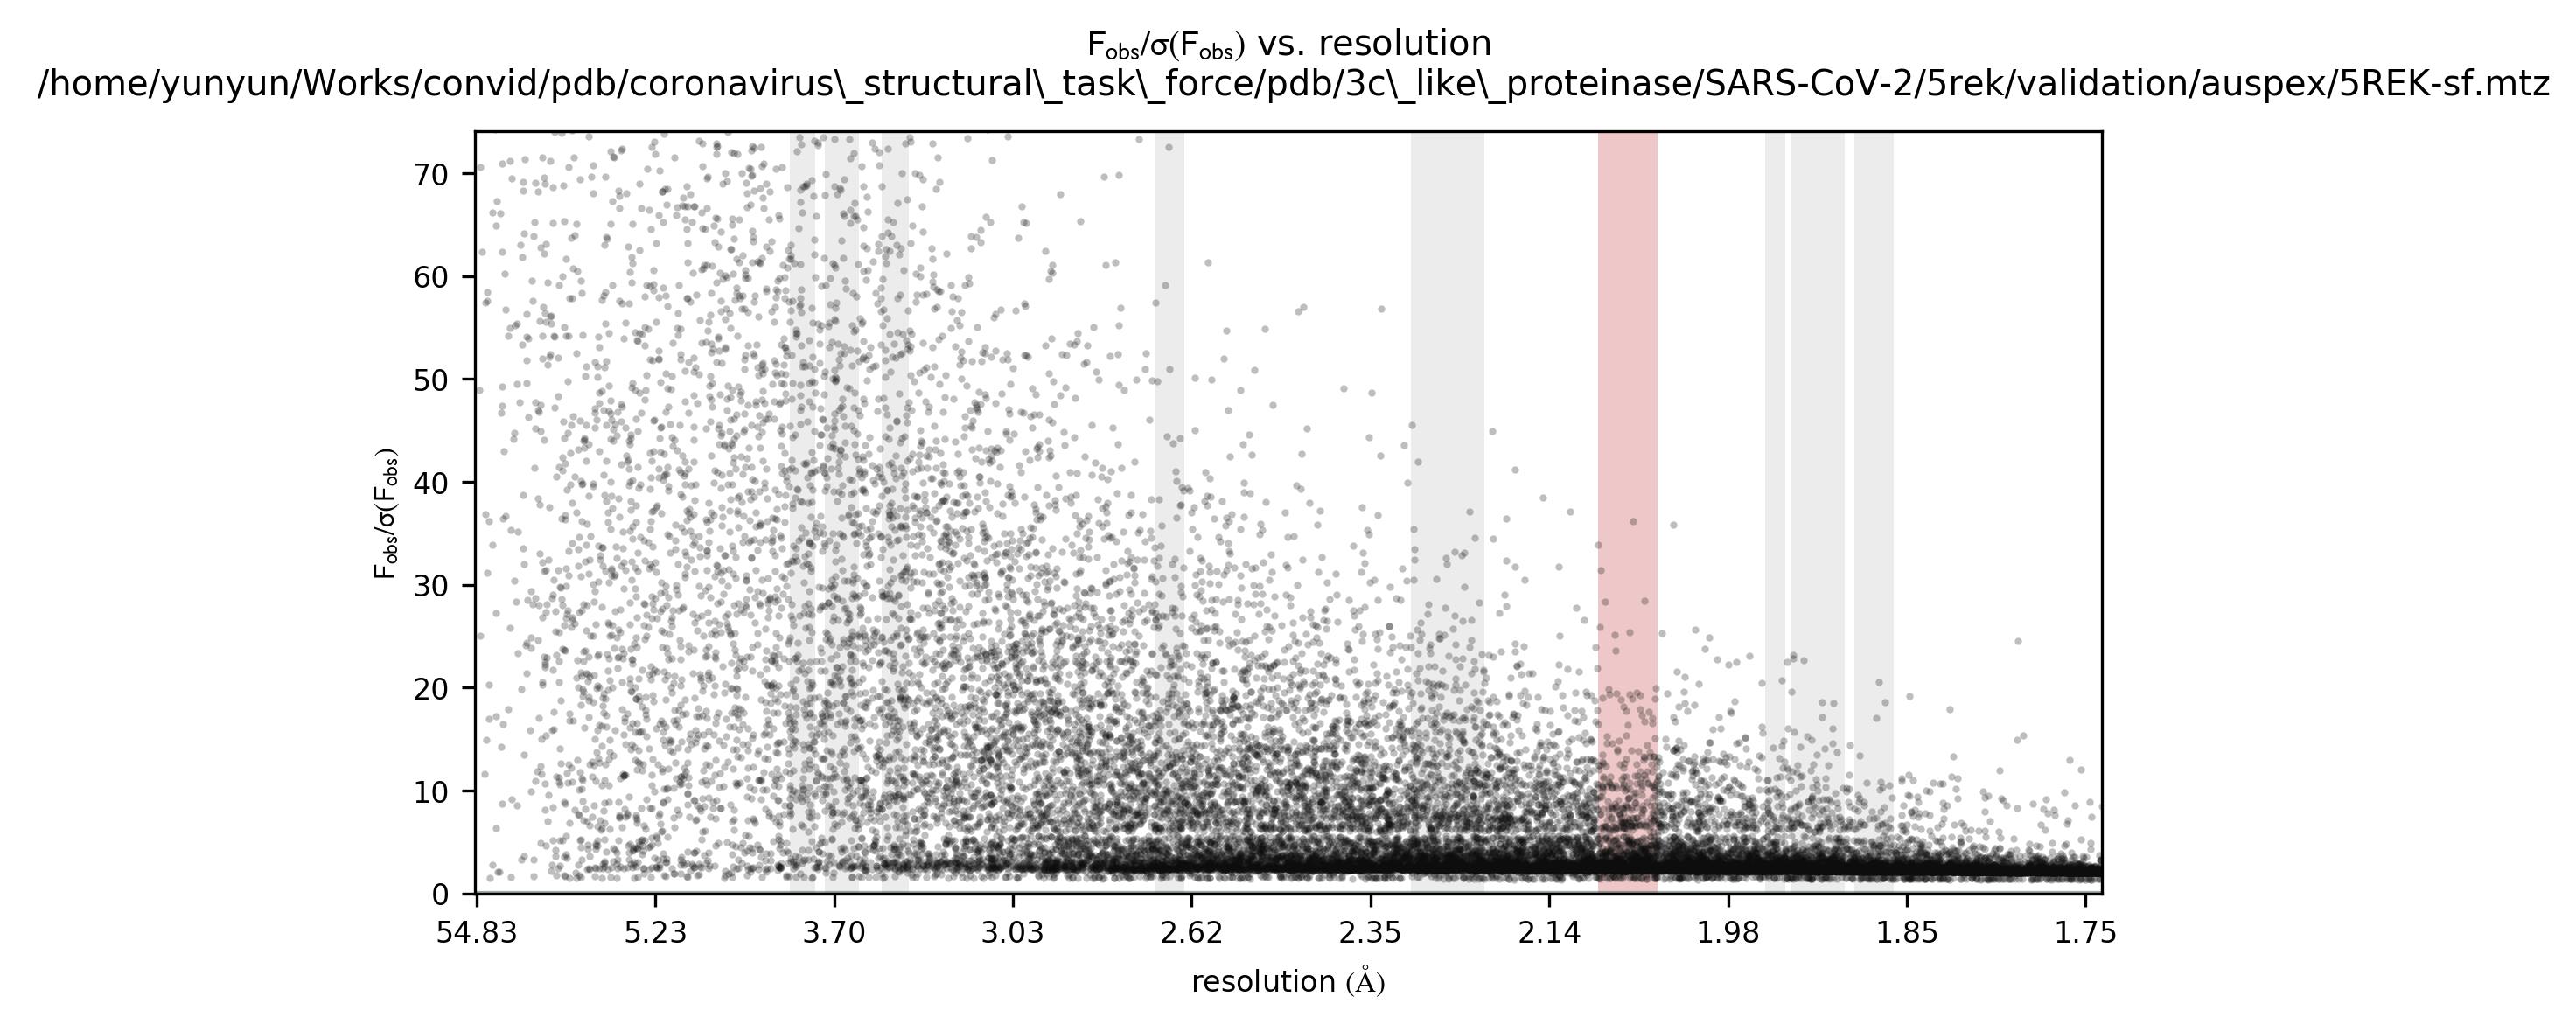 Fobs/σ(Fobs) vs. resolution
/home/yunyun/Works/convid/pdb/coronavirus\_structural\_task\_force/pdb/3c\_like\_proteinase/SARS-CoV-2/5rek/validation/auspex/5REK-sf.mtz
Fobs/σ(Fobs)
70
60
50
40
30
20
10
0
54.83 5.23 3.70 3.03 2.62 2.35 2.14 1.98 1.85 1.75
resolution (Å)